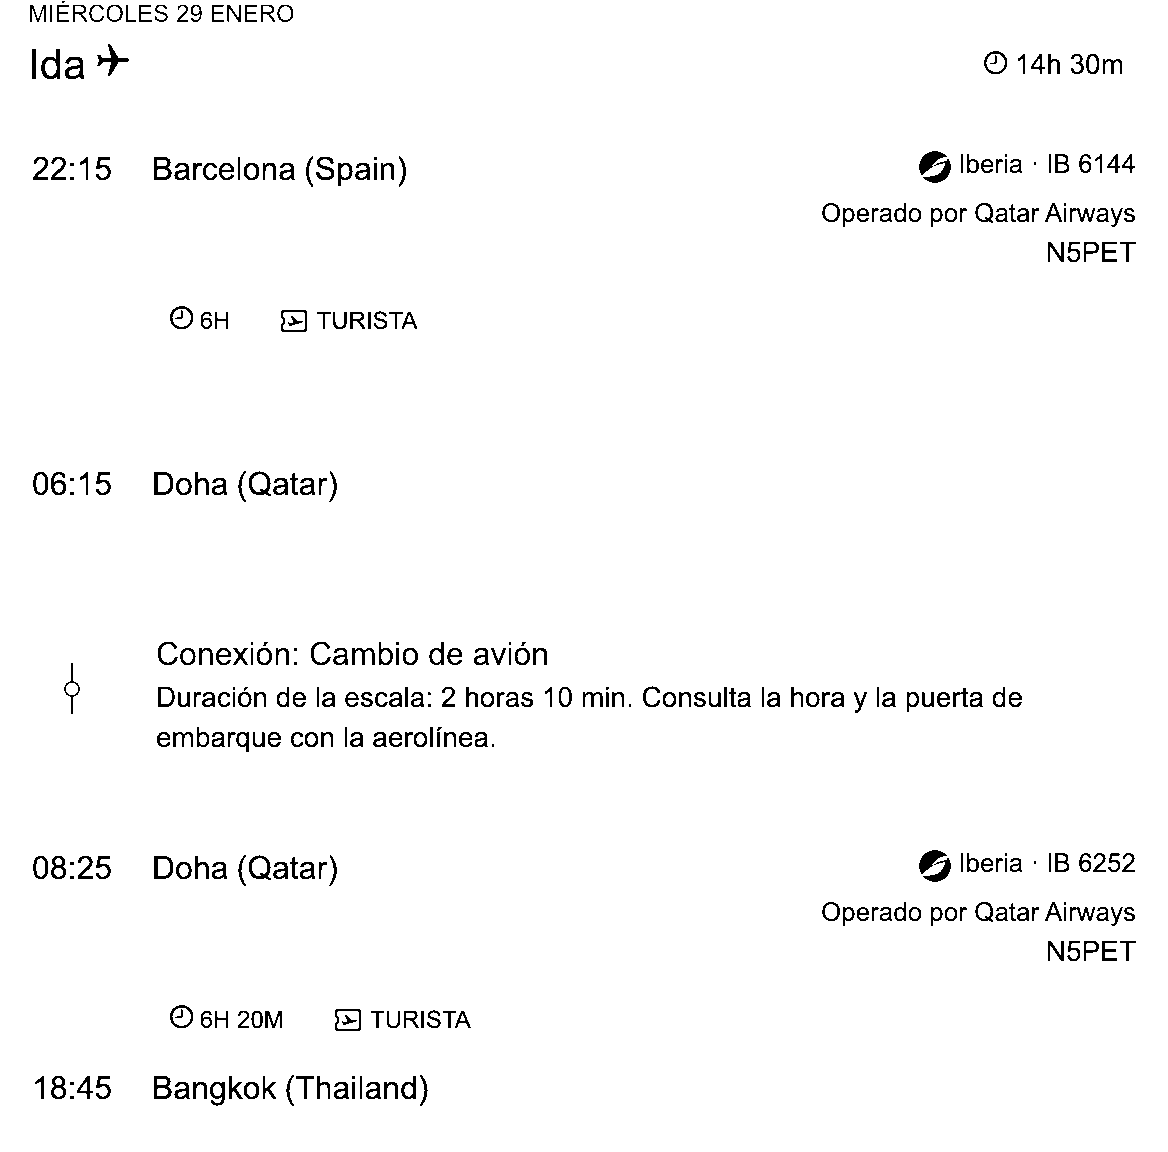 MIÉRCOLES 29 ENERO
Ida
14h 30m
22:15 Barcelona (Spain)
Iberia · IB 6144
Operado por Qatar Airways
N5PET
6H TURISTA
06:15 Doha (Qatar)
Conexión: Cambio de avión
Duración de la escala: 2 horas 10 min. Consulta la hora y la puerta de
embarque con la aerolínea.
08:25 Doha (Qatar)
Iberia · IB 6252
Operado por Qatar Airways
N5PET
6H 20M TURISTA
18:45 Bangkok (Thailand)